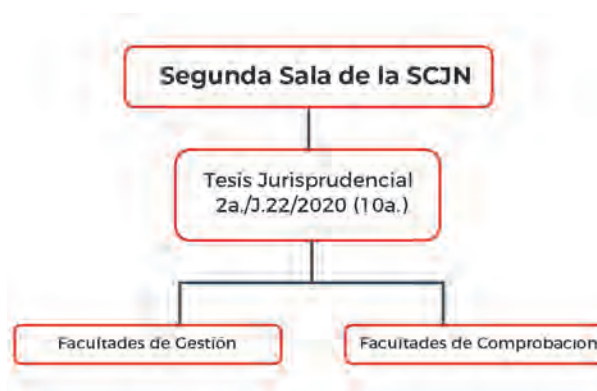 Segunda Sala de la SCJN
Tesis Jurisprudencial
2a./J.22/2020 (10a.)
Facultades de Gestión
Facultades de Comprobacion